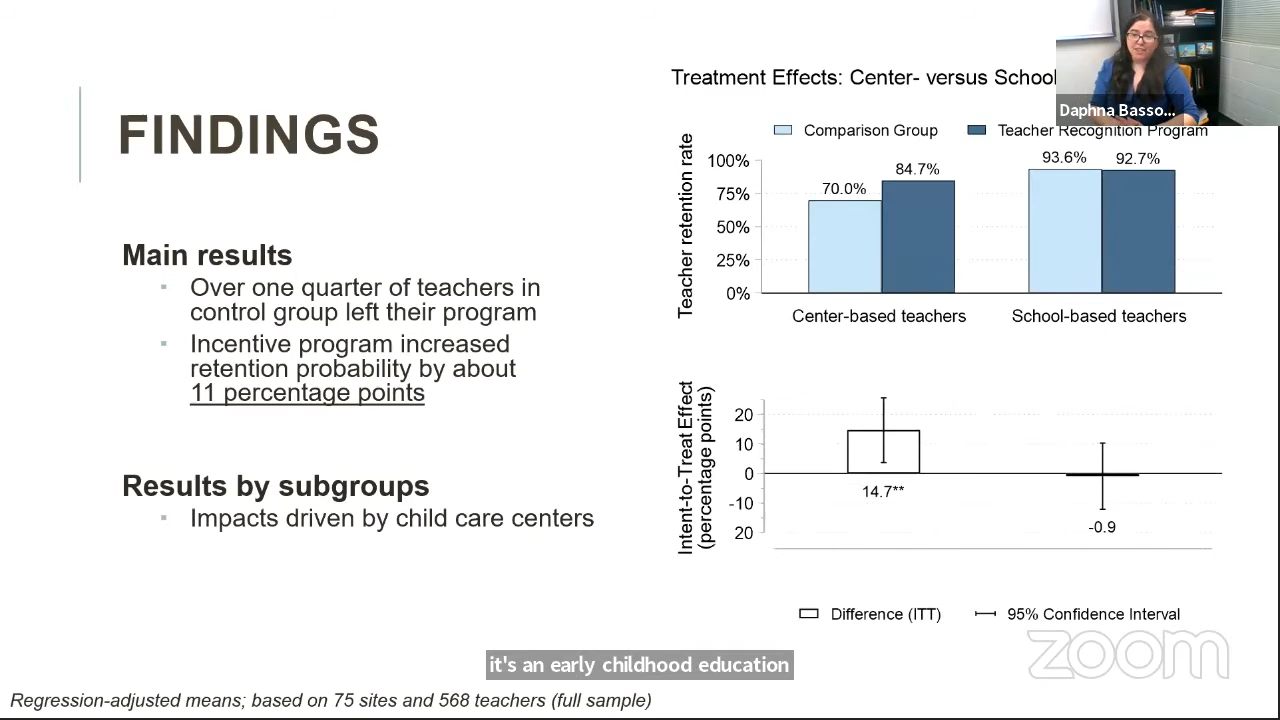 FINDINGS
Main results
Over one quarter of teachers in
control group left their program
Incentive program increased
retention probability by about
11 percentage points
Results by subgroups
Impacts driven by child care centers
Treatment Effects: Center- versus School
Daphna Basso...
Comparison Group
Teacher Recognition Program
Teacher retention rate
100%
75%
50%
25%
0%
70.0%
84.7%
93.6%
92.7%
Center-based teachers
School-based teachers
Intent-to-Treat Effect
(percentage points)
20
10
0
-10
20
14.7**
-0.9
Difference (ITT)
95% Confidence Interval
zoom
it's an early childhood education
Regression-adjusted means; based on 75 sites and 568 teachers (full sample)